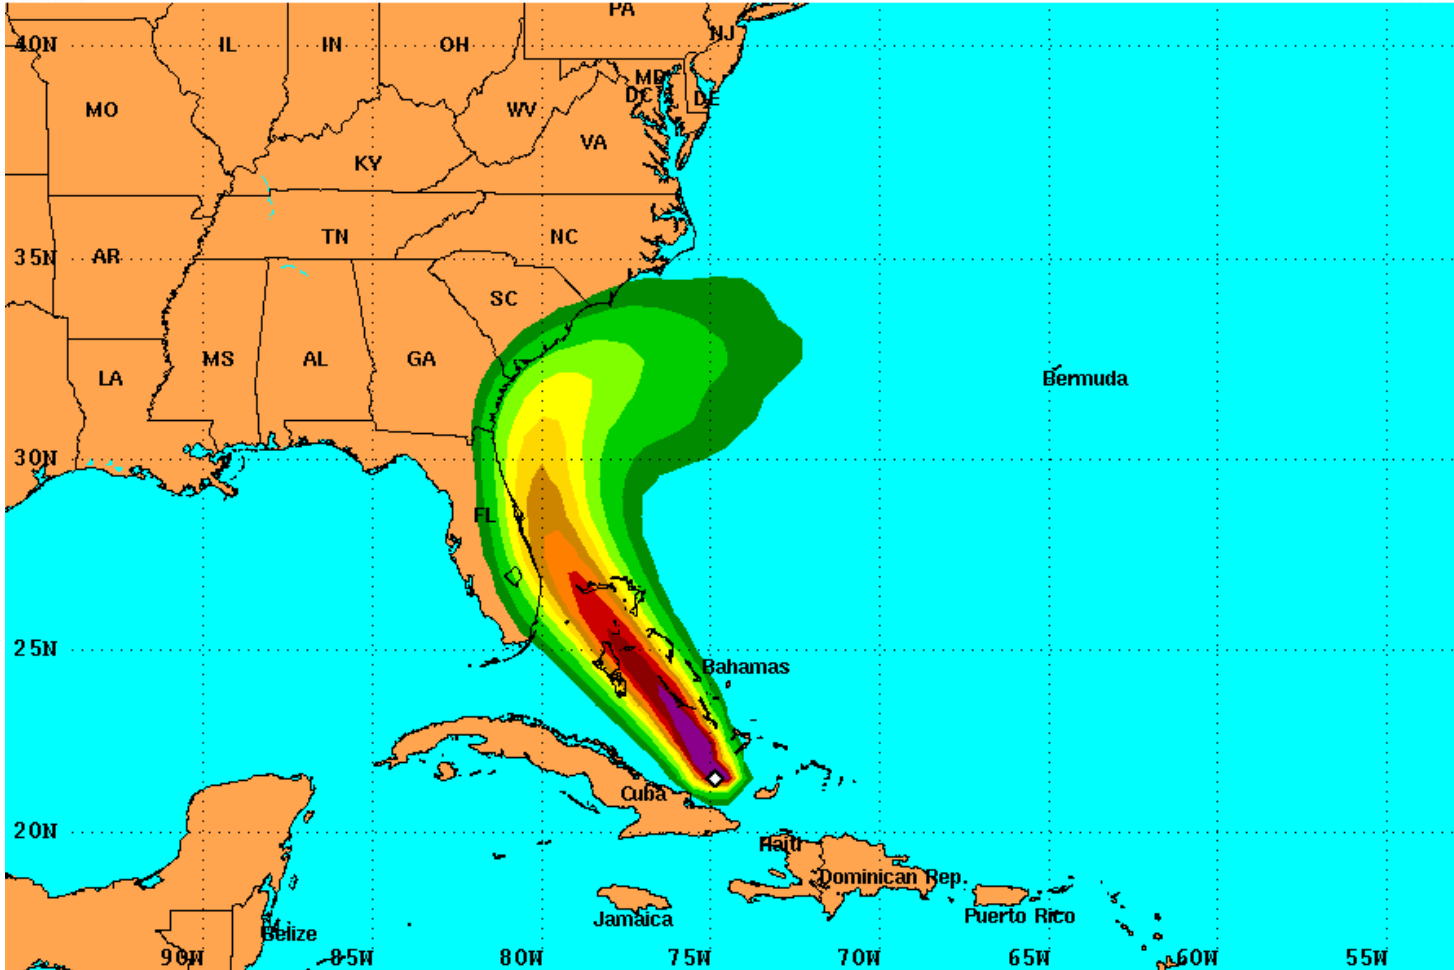 PA
NJ
40N
IL
IN
OH
MD
DC
DE
MO
WV
VA
KY
TN
NC
AR
35N
SC
MS
AL
GA
LA
Bermuda
30N
FL
25N
Bahamas
Cuba
20N
Haiti
Dominican Rep.
Jamaica
Puerto Rico
Belize
90W
85W
80W
75W
70W
65W
60W
55W